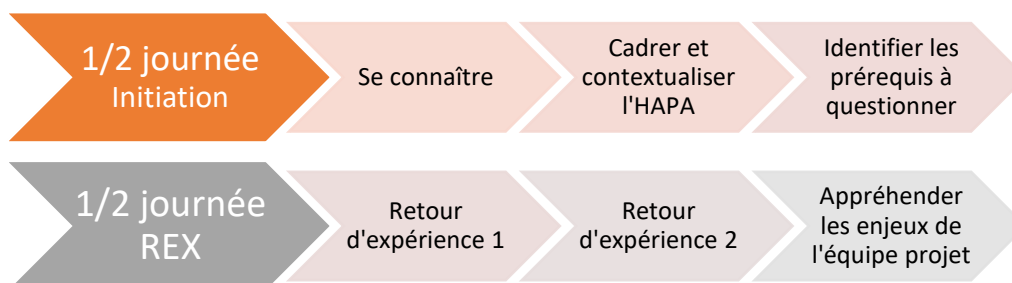 1/2 journée
Initiation
Se connaître
Cadrer et
contextualiser
l'HAPA
Identifier les
prérequis à
questionner
1/2 journée
REX
Retour
d'expérience 1
Retour
d'expérience 2
Appréhender
les enjeux de
l'équipe projet